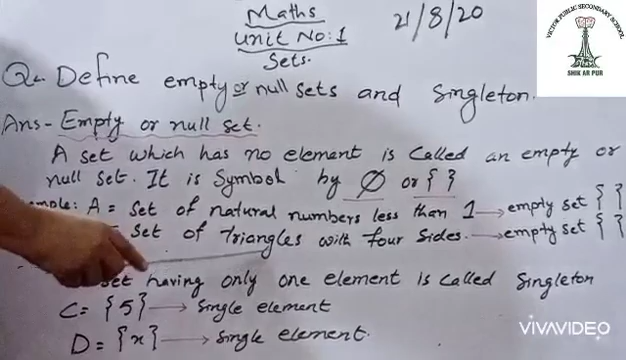 Maths
21/8/20
Unit No:1
Sets.
VICTOR PUBLIC SECONDARY SCHOOL
SHIKARPUR
Q- Define empty or null sets and Singleton.
Ans- Empty or null set.
A set which has no element is called an empty or
null set. It is Symbol by Ø or { }
A = Set of natural numbers less than 1 → empty set { }
= Set of Triangles with four Sides. → empty set { }
set having only one element is called Singleton
C = {5} → Single element
D = {x} → Single element.
VIVAVIDEO